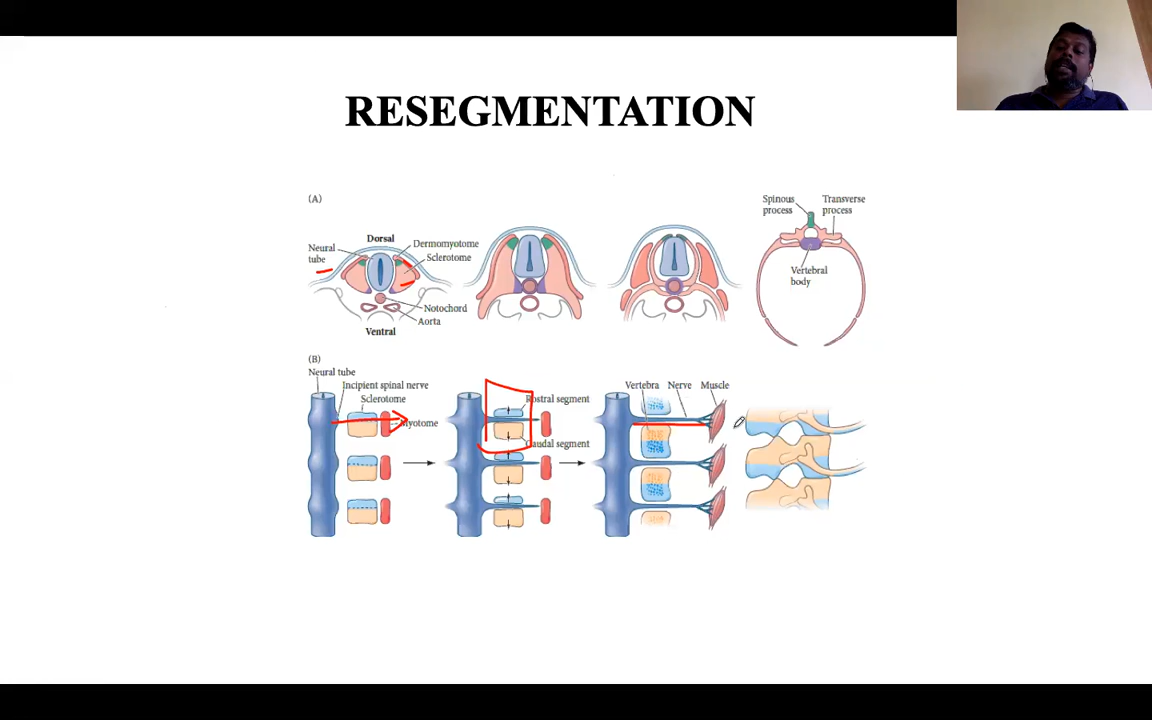 RESEGMENTATION
(A)
Dorsal
Neural
tube
Dermomyotome
Sclerotome
Notochord
Aorta
Ventral
Spinous
process
Transverse
process
Vertebral
body
(B)
Neural tube
Incipient spinal nerve
Sclerotome
Myotome
Rostral segment
Caudal segment
Vertebra
Nerve
Muscle